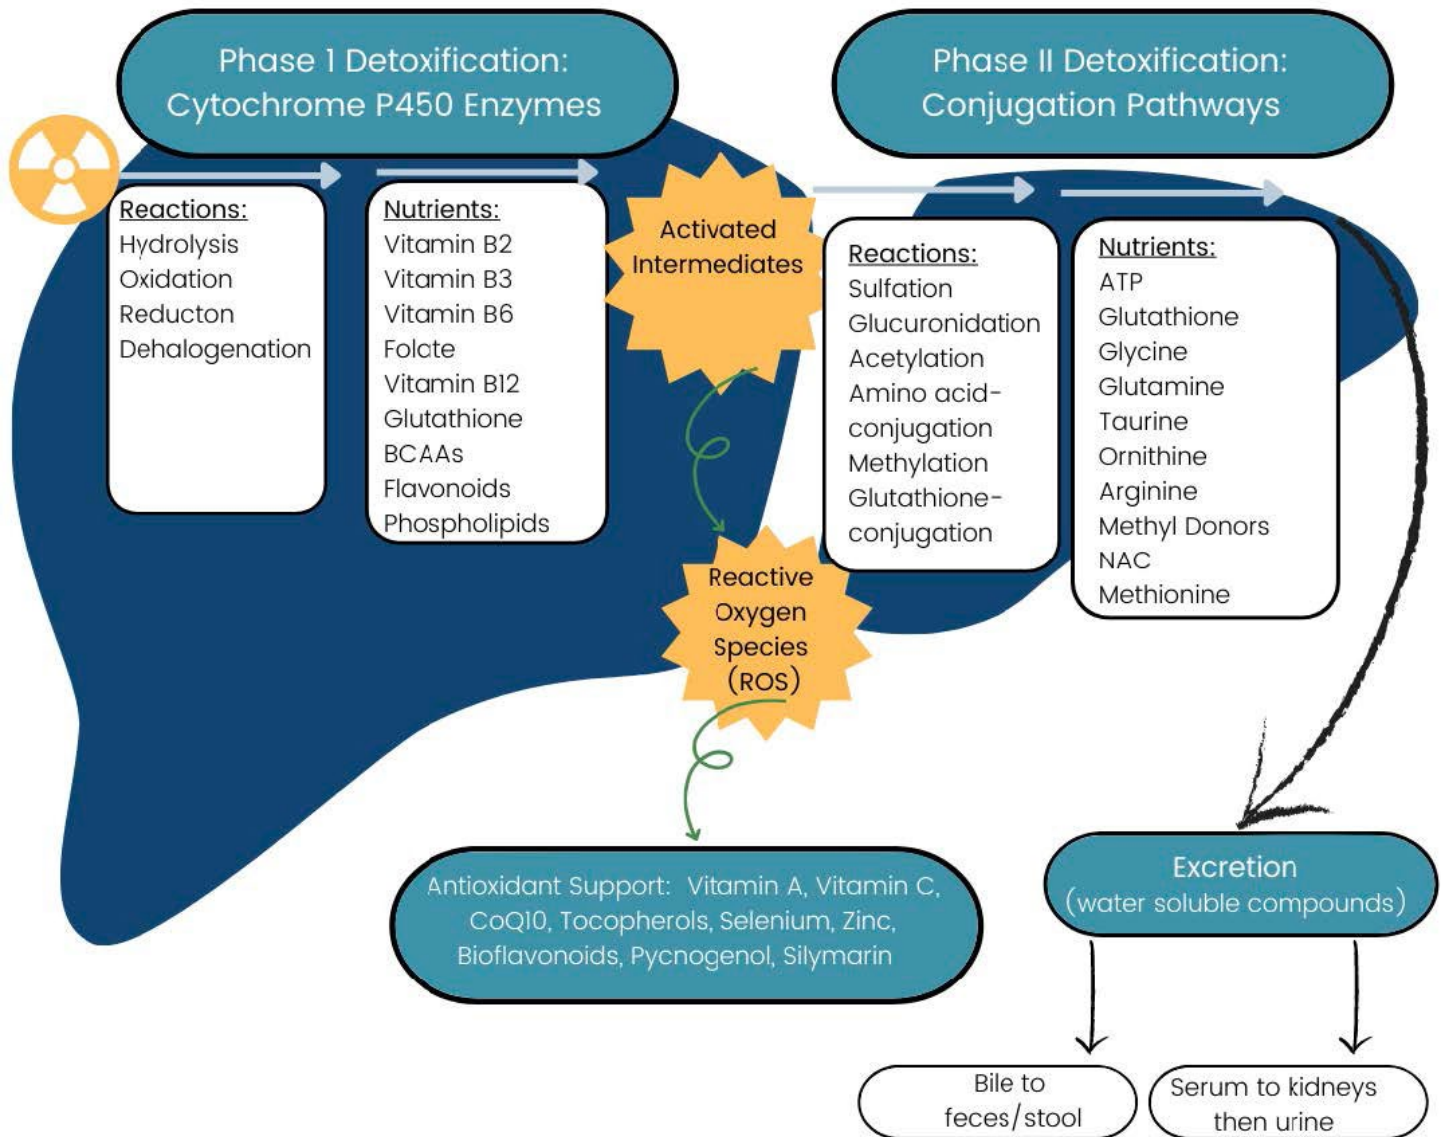 Phase 1 Detoxification:
Cytochrome P450 Enzymes
Phase II Detoxification:
Conjugation Pathways
Reactions:
Hydrolysis
Oxidation
Reducton
Dehalogenation
Nutrients:
Vitamin B2
Vitamin B3
Vitamin B6
Folate
Vitamin B12
Glutathione
BCAAs
Flavonoids
Phospholipids
Activated
Intermediates
Reactions:
Sulfation
Glucuronidation
Acetylation
Amino acid-
conjugation
Methylation
Glutathione-
conjugation
Nutrients:
ATP
Glutathione
Glycine
Glutamine
Taurine
Ornithine
Arginine
Methyl Donors
NAC
Methionine
Reactive
Oxygen
Species
(ROS)
Antioxidant Support: Vitamin A, Vitamin C,
CoQ10, Tocopherols, Selenium, Zinc,
Bioflavonoids, Pycnogenol, Silymarin
Excretion
(water soluble compounds)
Bile to
feces/stool
Serum to kidneys
then urine